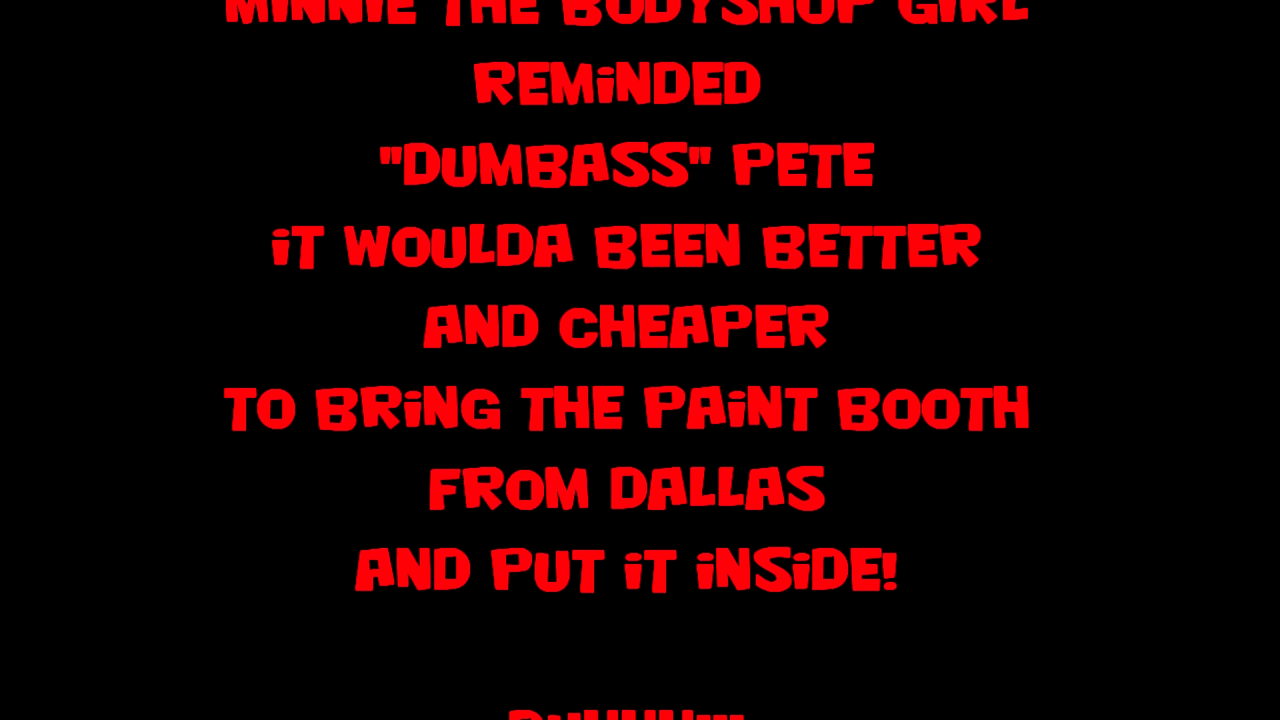 MINNIE THE BODYSHOP GIRL
REMINDED
"DUMBASS" PETE
IT WOULDA BEEN BETTER
AND CHEAPER
TO BRING THE PAINT BOOTH
FROM DALLAS
AND PUT IT INSIDE!